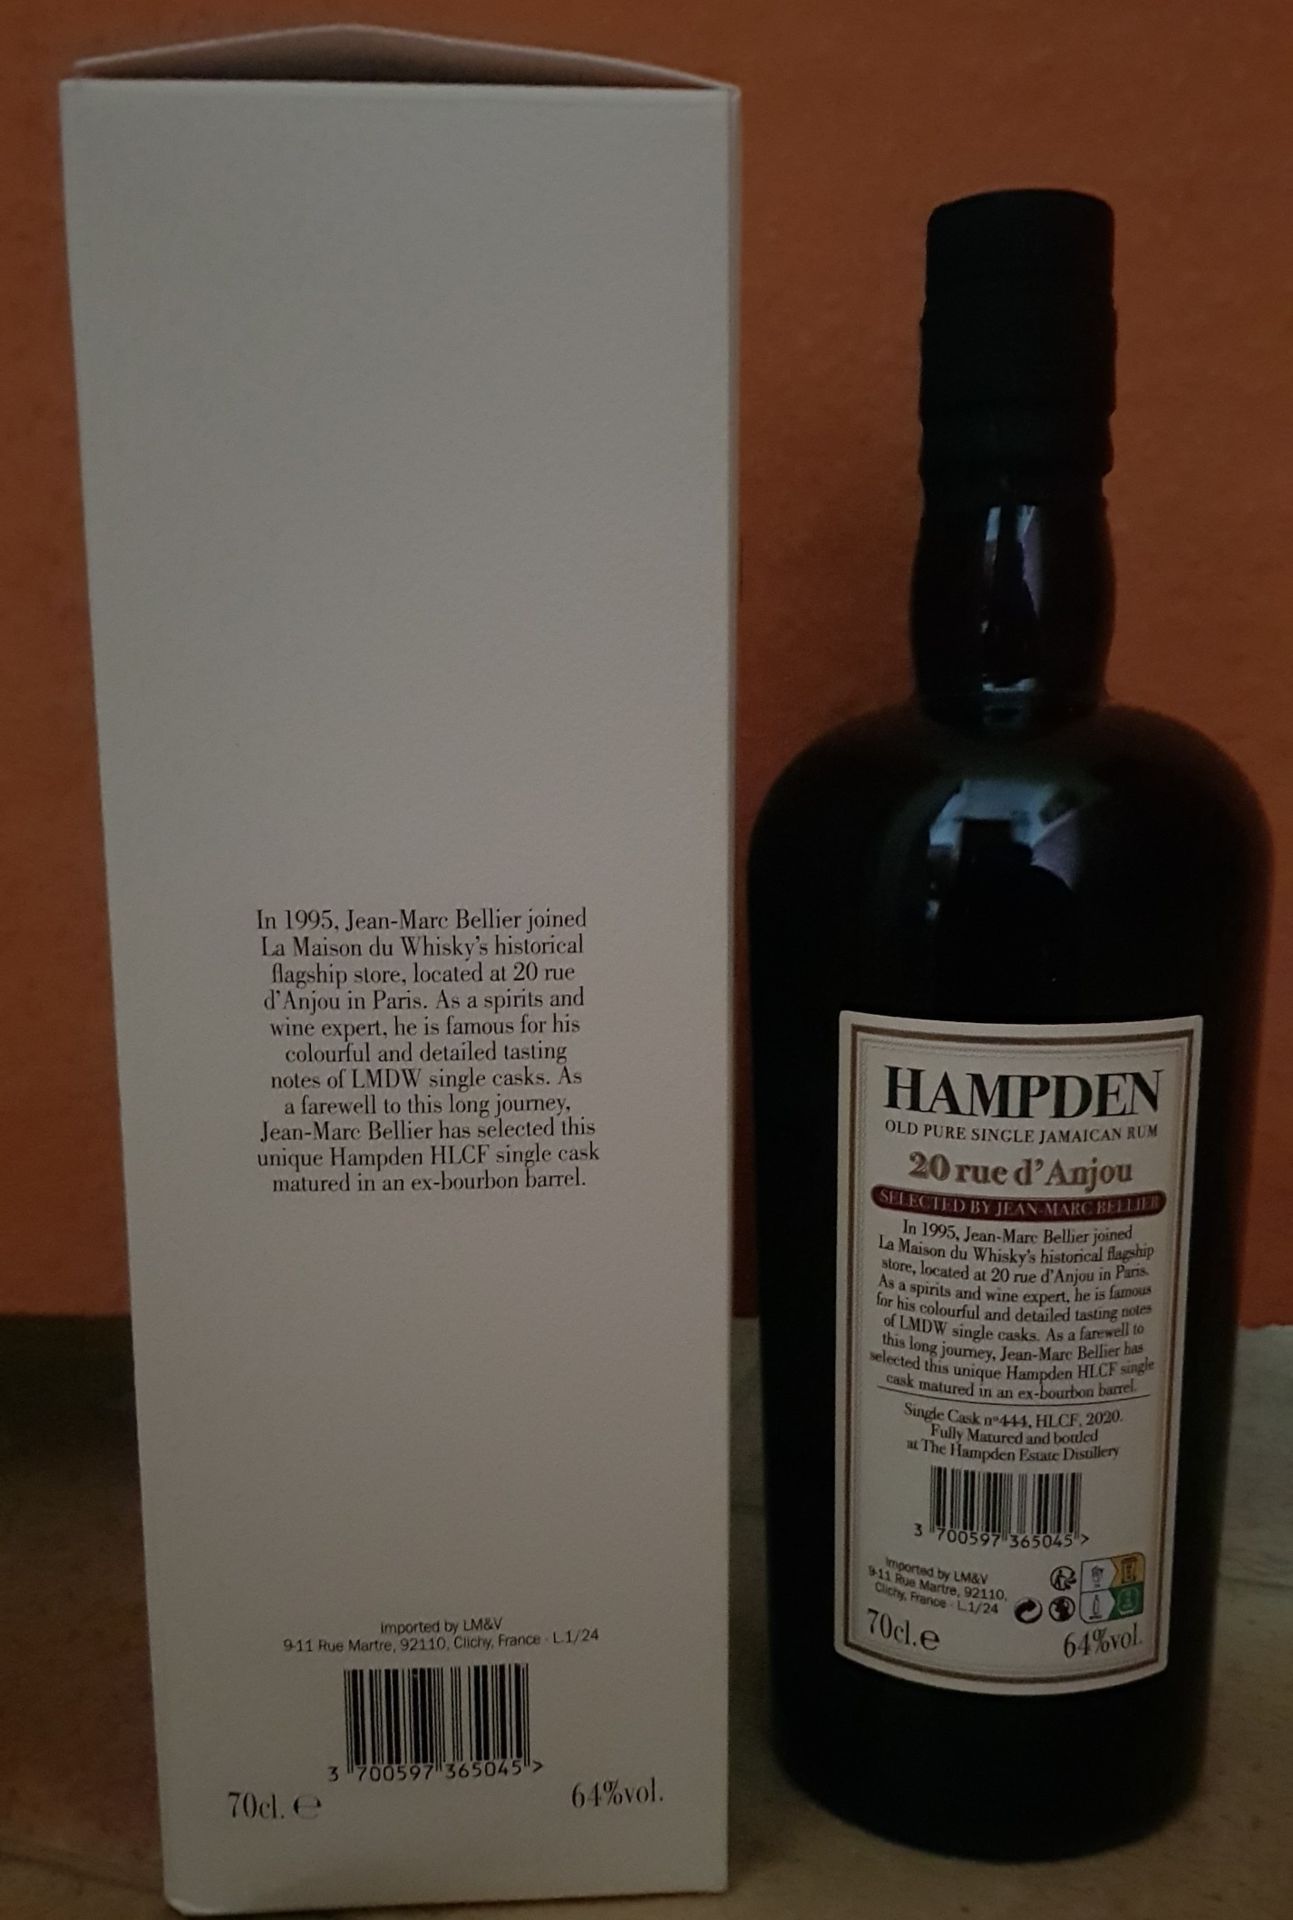 In 1995, Jean-Marc Bellier joined
La Maison du Whisky's historical
flagship store, located at 20 rue
d'Anjou in Paris. As a spirits and
wine expert, he is famous for his
colourful and detailed tasting
notes of LMDW single casks. As
a farewell to this long journey,
Jean-Marc Bellier has selected this
unique Hampden HLCF single cask
matured in an ex-bourbon barrel.
Imported by LM&V
9-11 Rue Martre, 92110, Clichy, France - L.1/24
3 700597 365045 >
70cl. ℮ 64%vol.
HAMPDEN
OLD PURE SINGLE JAMAICAN RUM
20 rue d'Anjou
SELECTED BY JEAN-MARC BELLIER
In 1995, Jean-Marc Bellier joined
La Maison du Whisky's historical flagship
store, located at 20 rue d'Anjou in Paris.
As a spirits and wine expert, he is famous
for his colourful and detailed tasting notes
of LMDW single casks. As a farewell to
this long journey, Jean-Marc Bellier has
selected this unique Hampden HLCF single
cask matured in an ex-bourbon barrel.
Single Cask n°444, HLCF, 2020.
Fully Matured and bottled
at The Hampden Estate Distillery
3 700597 365045 >
Imported by LM&V
9-11 Rue Martre, 92110,
Clichy, France - L.1/24
70cl. ℮ 64%vol.